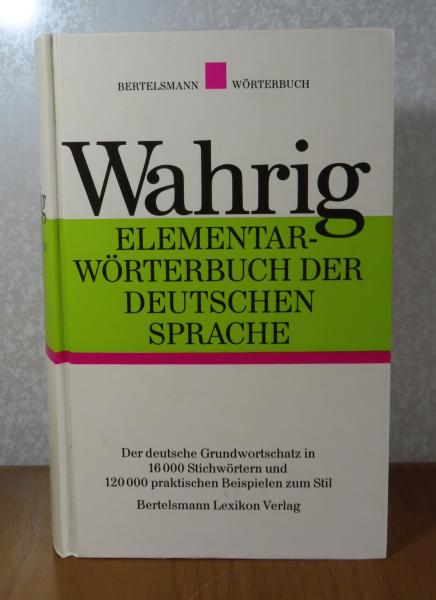 BERTELSMANN WÖRTERBUCH
Wahrig
ELEMENTAR-
WÖRTERBUCH DER
DEUTSCHEN
SPRACHE
Der deutsche Grundwortschatz in
16 000 Stichwörtern und
120 000 praktischen Beispielen zum Stil
Bertelsmann Lexikon Verlag